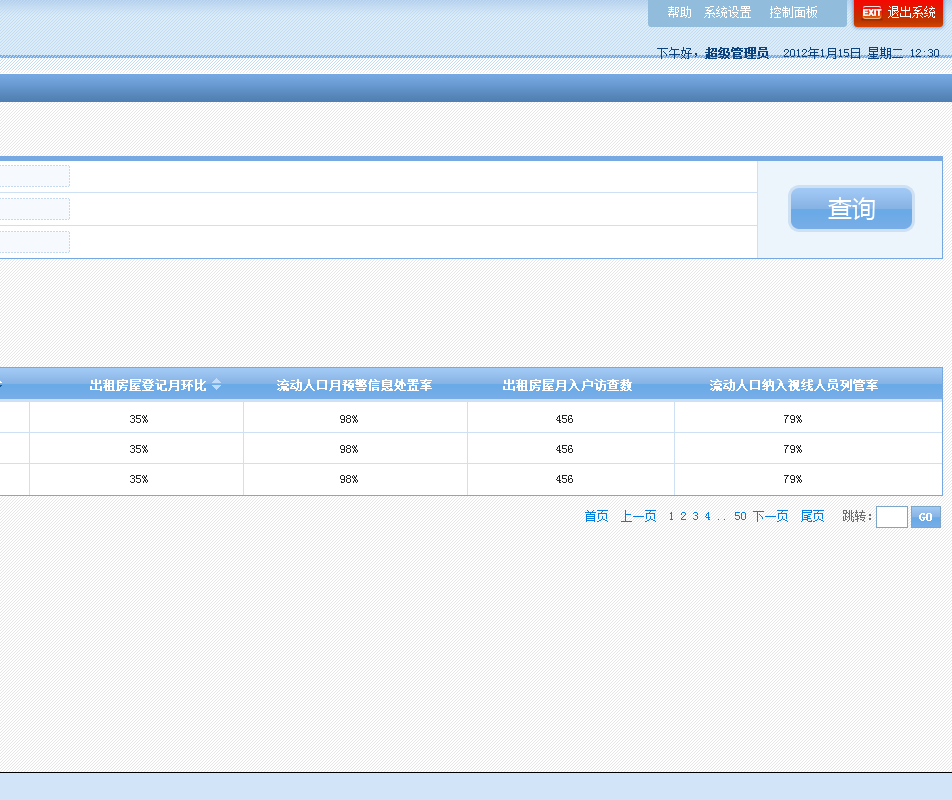 帮助 系统设置 控制面板 EXIT 退出系统
下午好，超级管理员 2012年1月15日 星期二 12:30
查询
出租房屋登记月环比 流动人口月预警信息处置率 出租房屋月入户访查数 流动人口纳入视线人员列管率
35% 98% 456 79%
35% 98% 456 79%
35% 98% 456 79%
首页 上一页 1 2 3 4 .. 50 下一页 尾页 跳转: GO